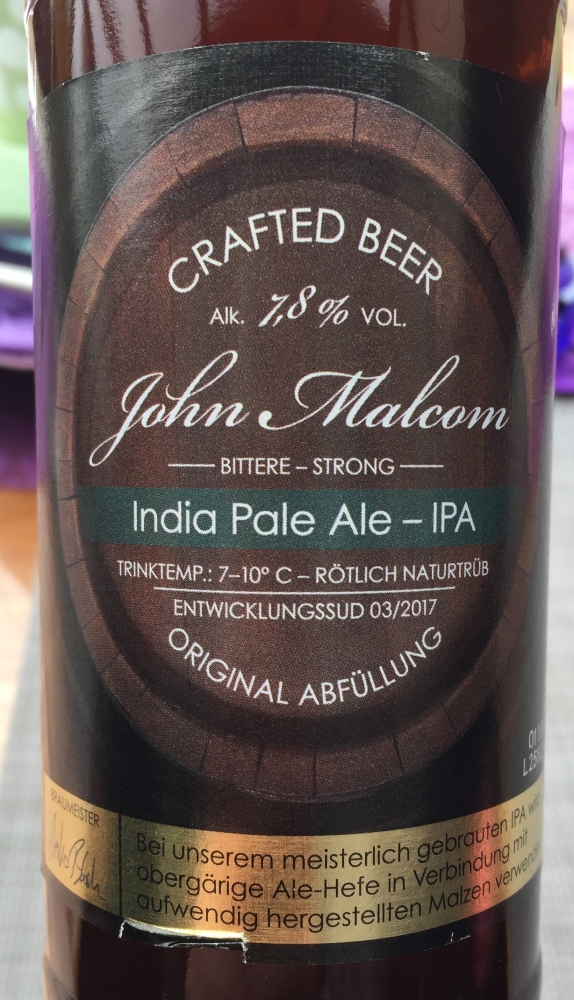 CRAFTED BEER
Alk. 7,8 % VOL.
John Malcom
BITTERE – STRONG
India Pale Ale – IPA
TRINKTEMP.: 7–10° C – RÖTLICH NATURTRÜB
ENTWICKLUNGSSUD 03/2017
ORIGINAL ABFÜLLUNG
BRAUMEISTER
Bei unserem meisterlich gebrauten IPA
obergärige Ale-Hefe in Verbindung mit
aufwendig hergestellten Malzen